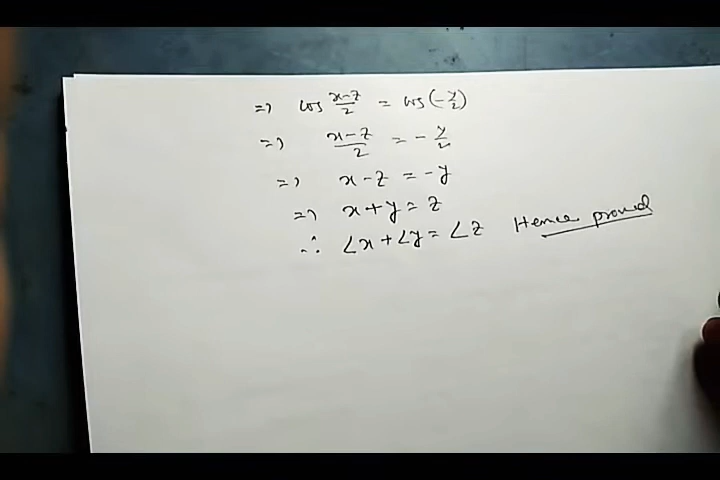 ⇒ cos (x-z)/2 = cos(-y/2)
⇒ (x-z)/2 = -y/2
⇒ x-z = -y
⇒ x+y = z
∴ ∠x+∠y = ∠z Hence proved